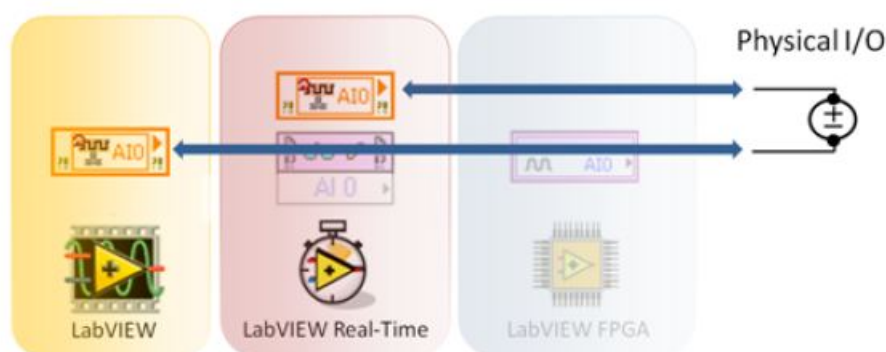 Physical I/O
AI0
AI0
AI 0
AI0
LabVIEW
LabVIEW Real-Time
LabVIEW FPGA